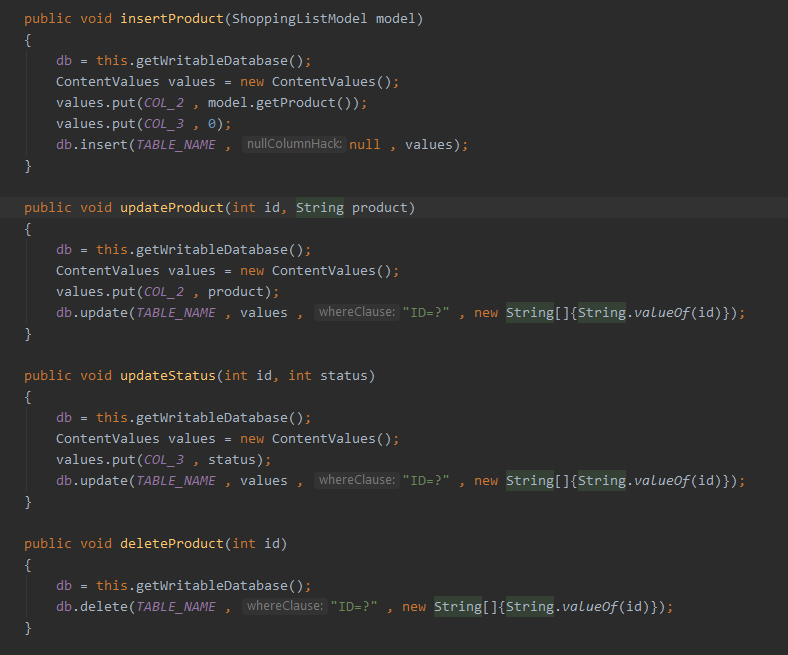 public void insertProduct(ShoppingListModel model)
{
db = this.getWritableDatabase();
ContentValues values = new ContentValues();
values.put(COL_2 , model.getProduct());
values.put(COL_3 , 0);
db.insert(TABLE_NAME , nullColumnHack: null , values);
}
public void updateProduct(int id, String product)
{
db = this.getWritableDatabase();
ContentValues values = new ContentValues();
values.put(COL_2 , product);
db.update(TABLE_NAME , values , whereClause: "ID=?" , new String[]{String.valueOf(id)});
}
public void updateStatus(int id, int status)
{
db = this.getWritableDatabase();
ContentValues values = new ContentValues();
values.put(COL_3 , status);
db.update(TABLE_NAME , values , whereClause: "ID=?" , new String[]{String.valueOf(id)});
}
public void deleteProduct(int id)
{
db = this.getWritableDatabase();
db.delete(TABLE_NAME , whereClause: "ID=?" , new String[]{String.valueOf(id)});
}